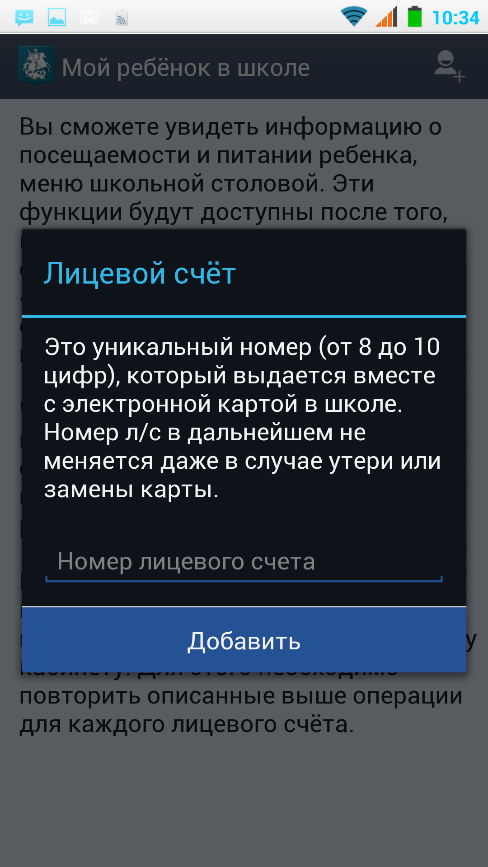 10:34
Мой ребёнок в школе
Вы сможете увидеть информацию о
посещаемости и питании ребенка,
меню школьной столовой. Эти
функции будут доступны после того,
Лицевой счёт
Это уникальный номер (от 8 до 10
цифр), который выдается вместе
с электронной картой в школе.
Номер л/с в дальнейшем не
меняется даже в случае утери или
замены карты.
Номер лицевого счета
Добавить
кабинету. Для этого необходимо
повторить описанные выше операции
для каждого лицевого счёта.